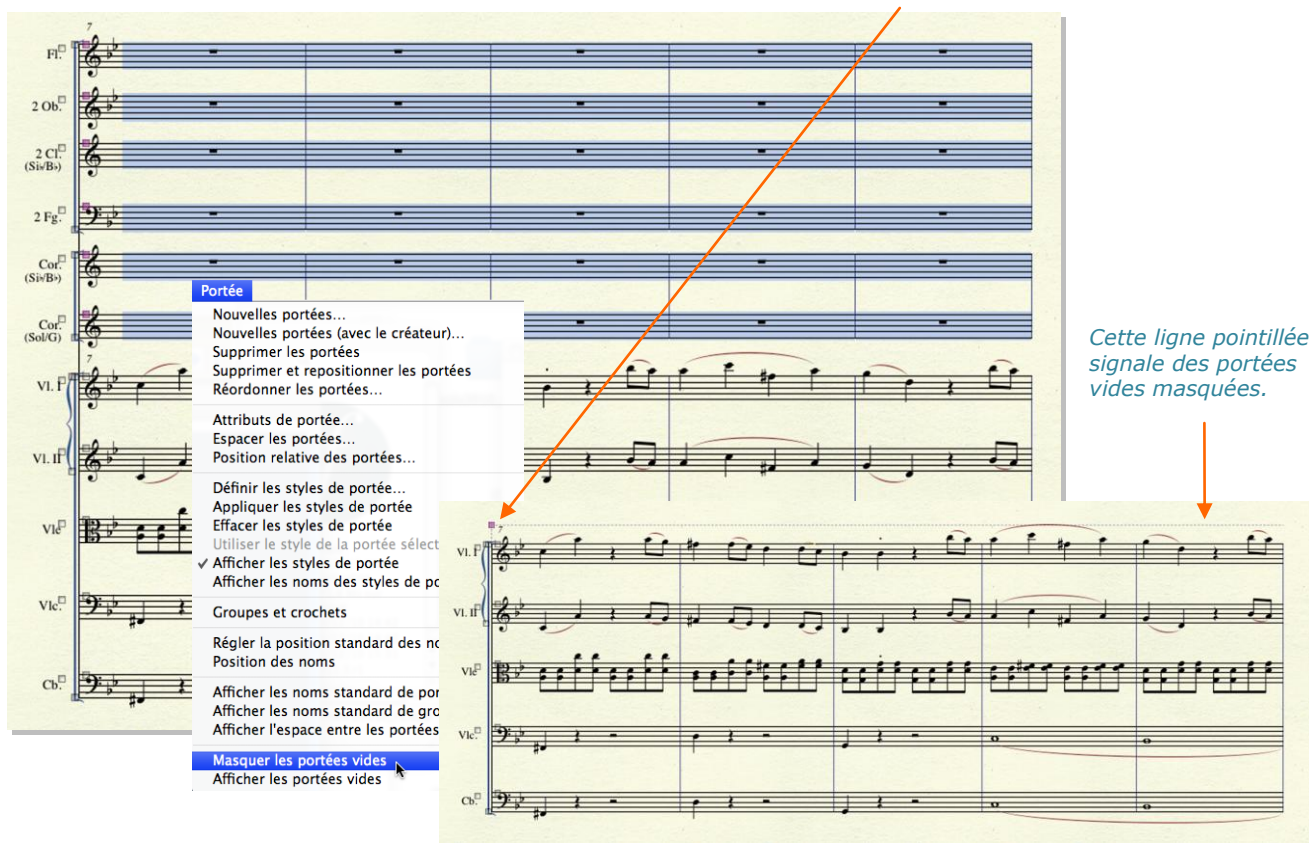 7
Fl.
2 Ob.
2 Cl.
(Si♭/B♭)
2 Fg.
Cor.
(Si♭/B♭)
Cor.
(Sol/G)
7
Vl. I
Vl. II
Vle
Vlc.
Cb.
Portée
Nouvelles portées...
Nouvelles portées (avec le créateur)...
Supprimer les portées
Supprimer et repositionner les portées
Réordonner les portées...
Attributs de portée...
Espacer les portées...
Position relative des portées...
Définir les styles de portée...
Appliquer les styles de portée
Effacer les styles de portée
Utiliser le style de la portée sélect
✓ Afficher les styles de portée
Afficher les noms des styles de po
Groupes et crochets
Régler la position standard des no
Position des noms
Afficher les noms standard de por
Afficher les noms standard de gro
Afficher l'espace entre les portées
Masquer les portées vides
Afficher les portées vides
Cette ligne pointillée
signale des portées
vides masquées.
7
Vl. I
Vl. II
Vle
Vlc.
Cb.